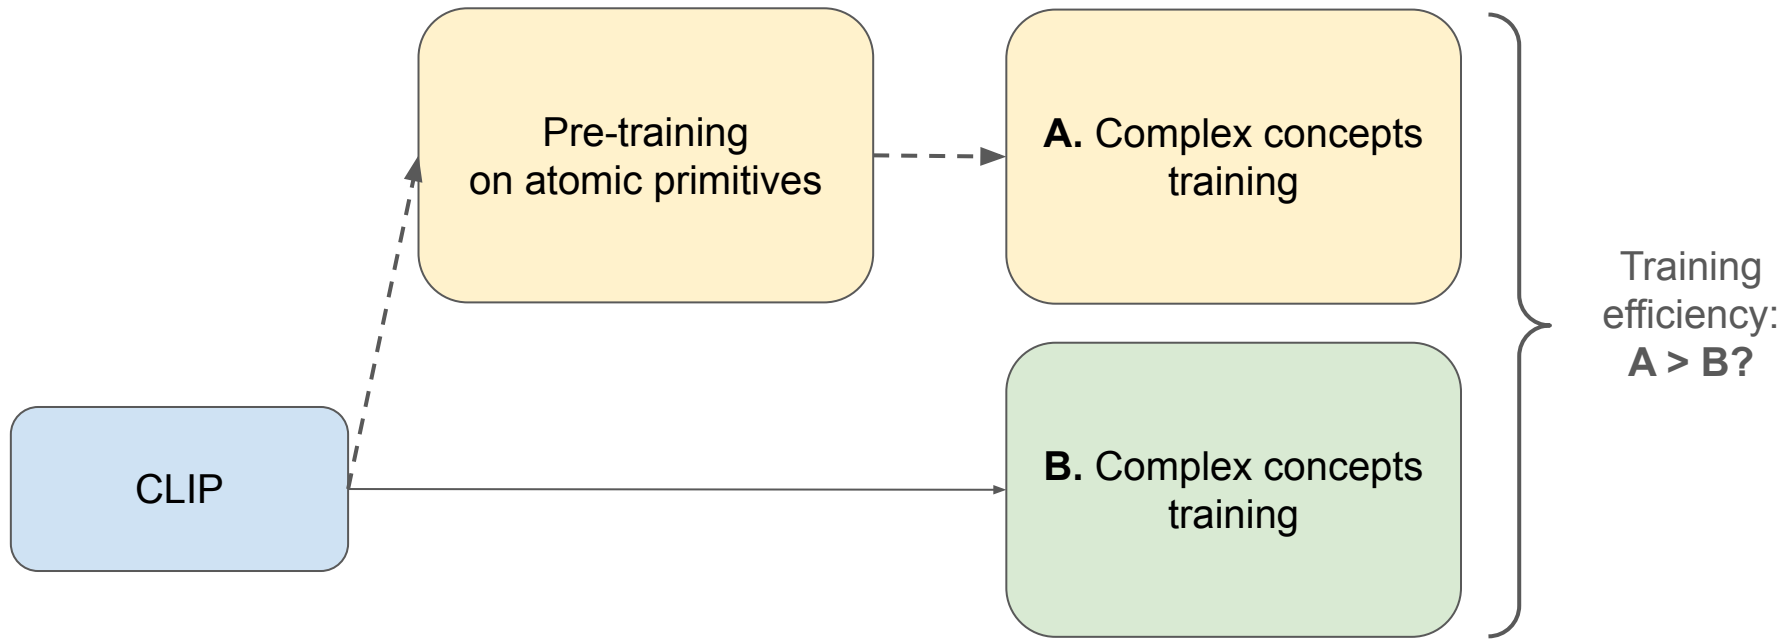 Pre-training
on atomic primitives
A. Complex concepts
training
Training
efficiency:
A > B?
CLIP
B. Complex concepts
training